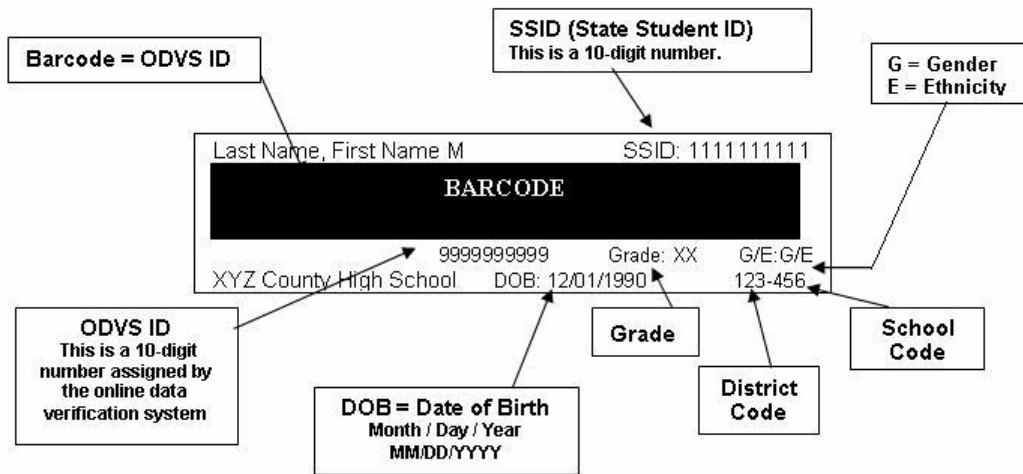 SSID (State Student ID)
This is a 10-digit number.
Barcode = ODVS ID
G = Gender
E = Ethnicity
Last Name, First Name M SSID: 1111111111
BARCODE
9999999999 Grade: XX G/E:G/E
XYZ County High School DOB: 12/01/1990 123-456
ODVS ID
This is a 10-digit
number assigned by
the online data
verification system
DOB = Date of Birth
Month / Day / Year
MM/DD/YYYY
Grade
District
Code
School
Code